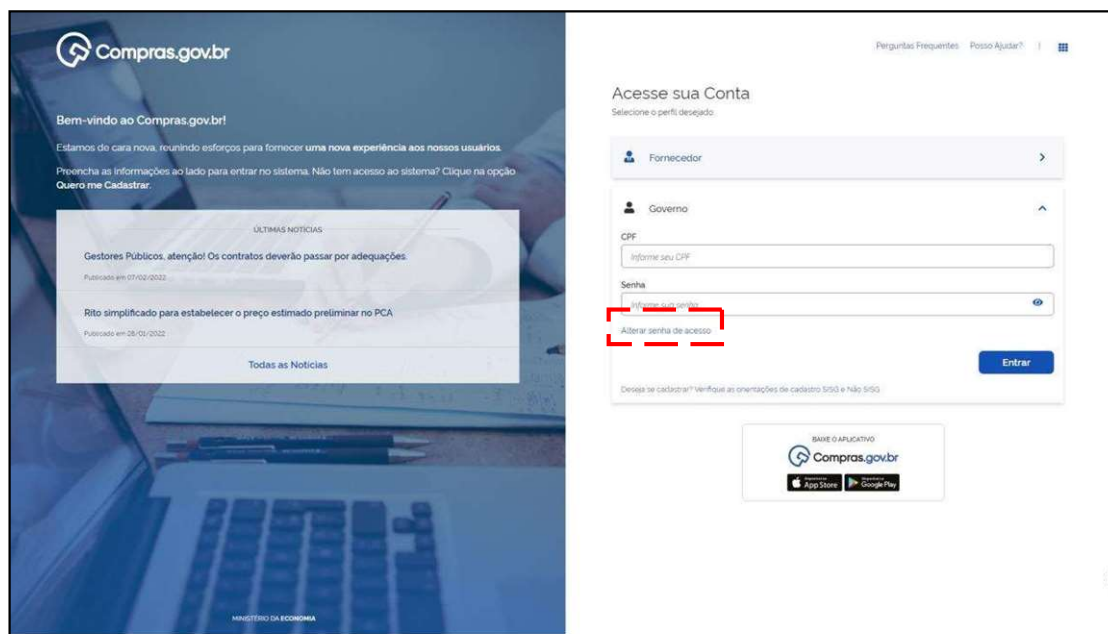 Compras.gov.br
Bem-vindo ao Compras.gov.br!
Estamos de cara nova, reunindo esforços para fornecer uma nova experiência aos nossos usuários.
Preencha as informações ao lado para entrar no sistema. Não tem acesso ao sistema? Clique na opção
Quero me Cadastrar.
ÚLTIMAS NOTÍCIAS
Gestores Públicos, atenção! Os contratos deverão passar por adequações.
Publicado em 07/02/2022
Rito simplificado para estabelecer o preço estimado preliminar no PCA
Publicado em 28/01/2022
Todas as Notícias
MINISTÉRIO DA ECONOMIA
Perguntas Frequentes Posso Ajudar?
Acesse sua Conta
Selecione o perfil desejado.
Fornecedor
Governo
CPF
Informe seu CPF
Senha
Informe sua senha
Alterar senha de acesso
Entrar
Deseja se cadastrar? Verifique as orientações de cadastro SISG e Não SISG
BAIXE O APLICATIVO
Compras.gov.br
App Store
Google Play